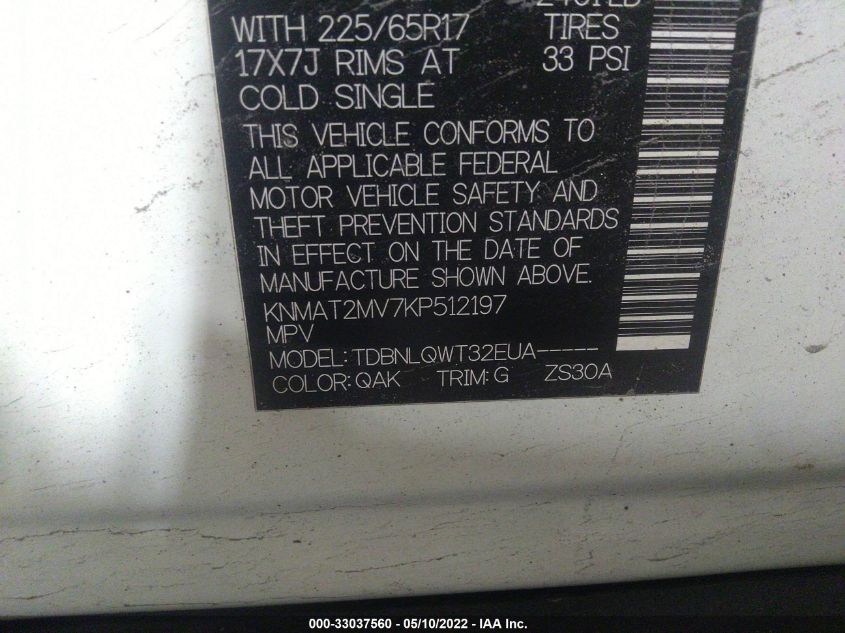 WITH 225/65R17 TIRES
17X7J RIMS AT 33 PSI
COLD SINGLE
THIS VEHICLE CONFORMS TO
ALL APPLICABLE FEDERAL
MOTOR VEHICLE SAFETY AND
THEFT PREVENTION STANDARDS
IN EFFECT ON THE DATE OF
MANUFACTURE SHOWN ABOVE.
KNMAT2MV7KP512197
MPV
MODEL: TDBNLQWT32EUA-----
COLOR: QAK TRIM: G ZS30A
000-33037560 - 05/10/2022 - IAA Inc.